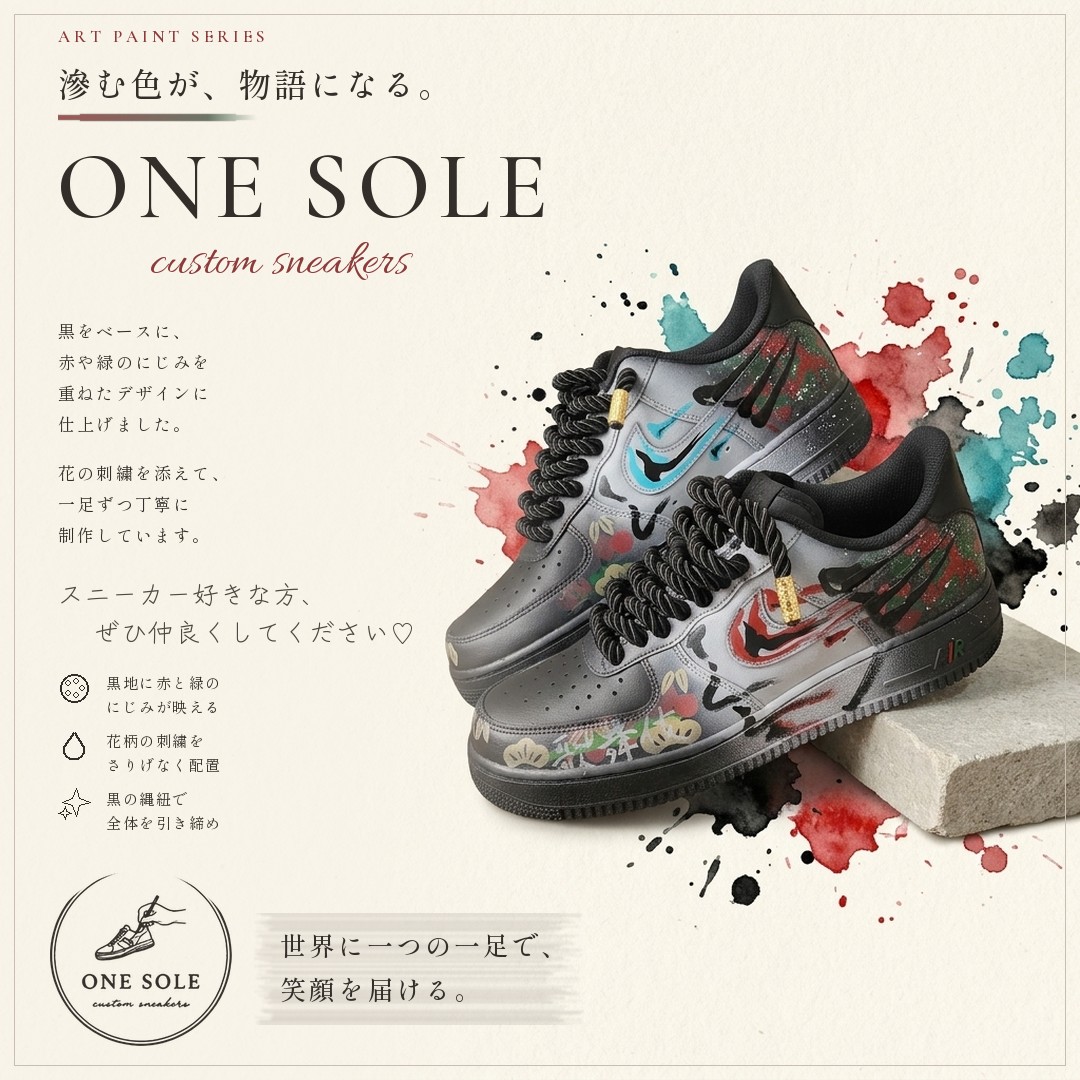 ART PAINT SERIES
滲む色が、物語になる。
ONE SOLE
custom sneakers
黒をベースに、
赤や緑のにじみを
重ねたデザインに
仕上げました。
花の刺繍を添えて、
一足ずつ丁寧に
制作しています。
スニーカー好きな方、
ぜひ仲良くしてください♡
黒地に赤と緑の
にじみが映える
花柄の刺繍を
さりげなく配置
黒の縄紐で
全体を引き締め
AIR
ONE SOLE
custom sneakers
世界に一つの一足で、
笑顔を届ける。